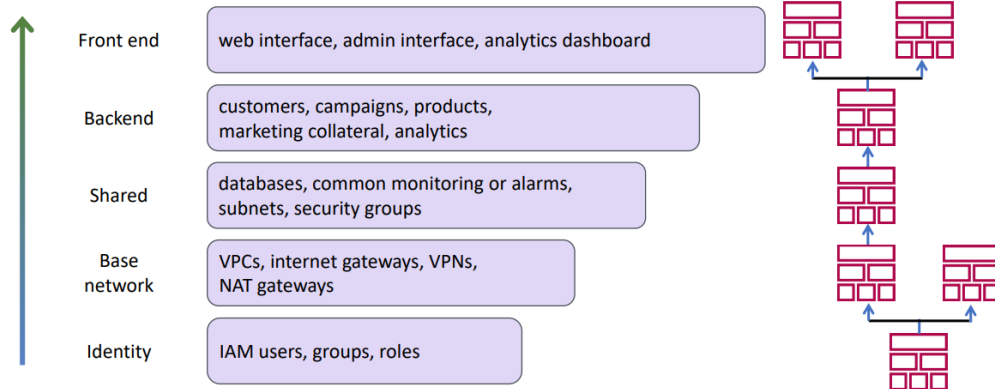 Front end
web interface, admin interface, analytics dashboard
Backend
customers, campaigns, products,
marketing collateral, analytics
Shared
databases, common monitoring or alarms,
subnets, security groups
Base
network
VPCs, internet gateways, VPNs,
NAT gateways
Identity
IAM users, groups, roles